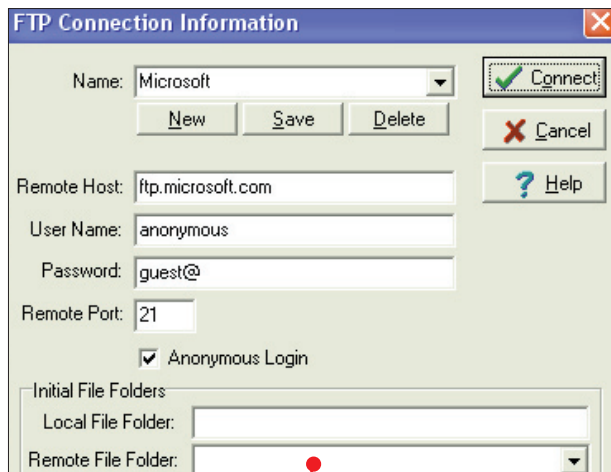 FTP Connection Information
Name: Microsoft
Connect
New Save Delete
Cancel
Remote Host: ftp.microsoft.com
Help
User Name: anonymous
Password: guest@
Remote Port: 21
Anonymous Login
Initial File Folders
Local File Folder:
Remote File Folder: